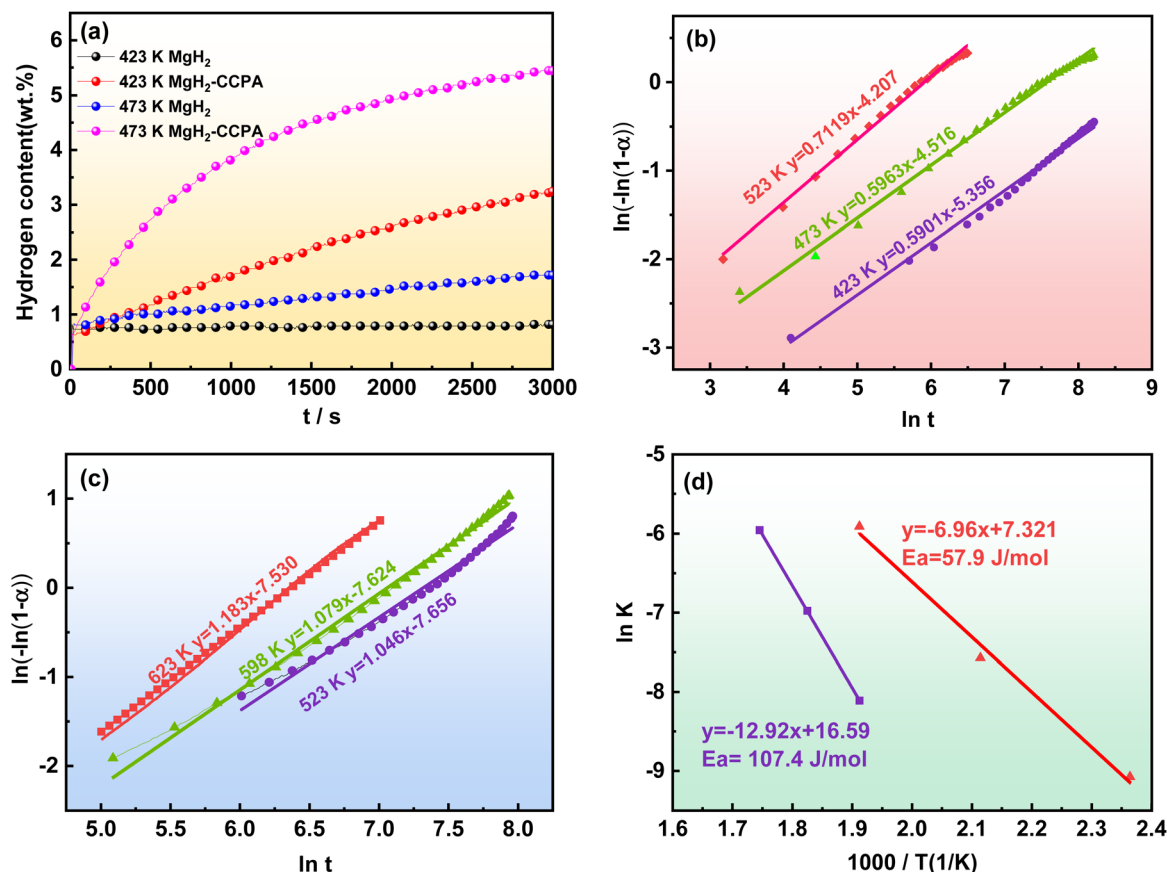 (a)
423 K MgH₂
423 K MgH₂-CCPA
473 K MgH₂
473 K MgH₂-CCPA
Hydrogen content(wt.%)
6
5
4
3
2
1
0
0 500 1000 1500 2000 2500 3000
t / s
(b)
523 K y=0.7119x-4.207
473 K y=0.5963x-4.516
423 K y=0.5901x-5.356
ln(-ln(1-α))
0
-1
-2
-3
3 4 5 6 7 8 9
ln t
(c)
623 K y=1.183x-7.530
598 K y=1.079x-7.624
523 K y=1.046x-7.656
ln(-ln(1-α))
1
0
-1
-2
5.0 5.5 6.0 6.5 7.0 7.5 8.0
ln t
(d)
y=-6.96x+7.321
Ea=57.9 J/mol
y=-12.92x+16.59
Ea= 107.4 J/mol
ln K
-5
-6
-7
-8
-9
1.6 1.7 1.8 1.9 2.0 2.1 2.2 2.3 2.4
1000 / T(1/K)